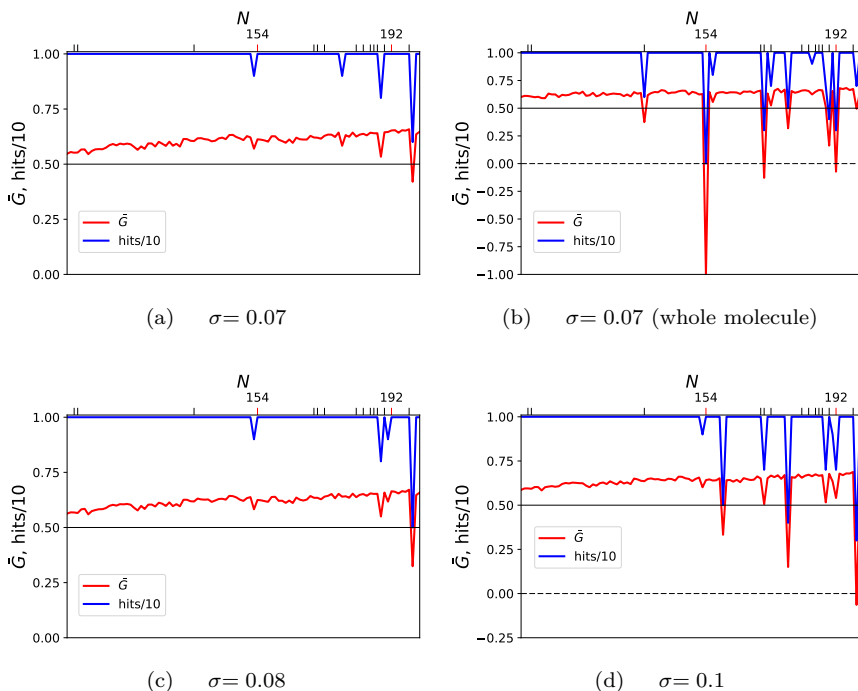 N
154 192
1.00
0.75
0.50
0.25
0.00
Ḡ, hits/10
Ḡ
hits/10
(a) σ= 0.07
N
154 192
1.00
0.75
0.50
0.25
0.00
−0.25
−0.50
−0.75
−1.00
Ḡ, hits/10
Ḡ
hits/10
(b) σ= 0.07 (whole molecule)
N
154 192
1.00
0.75
0.50
0.25
0.00
Ḡ, hits/10
Ḡ
hits/10
(c) σ= 0.08
N
154 192
1.00
0.75
0.50
0.25
0.00
−0.25
Ḡ, hits/10
Ḡ
hits/10
(d) σ= 0.1